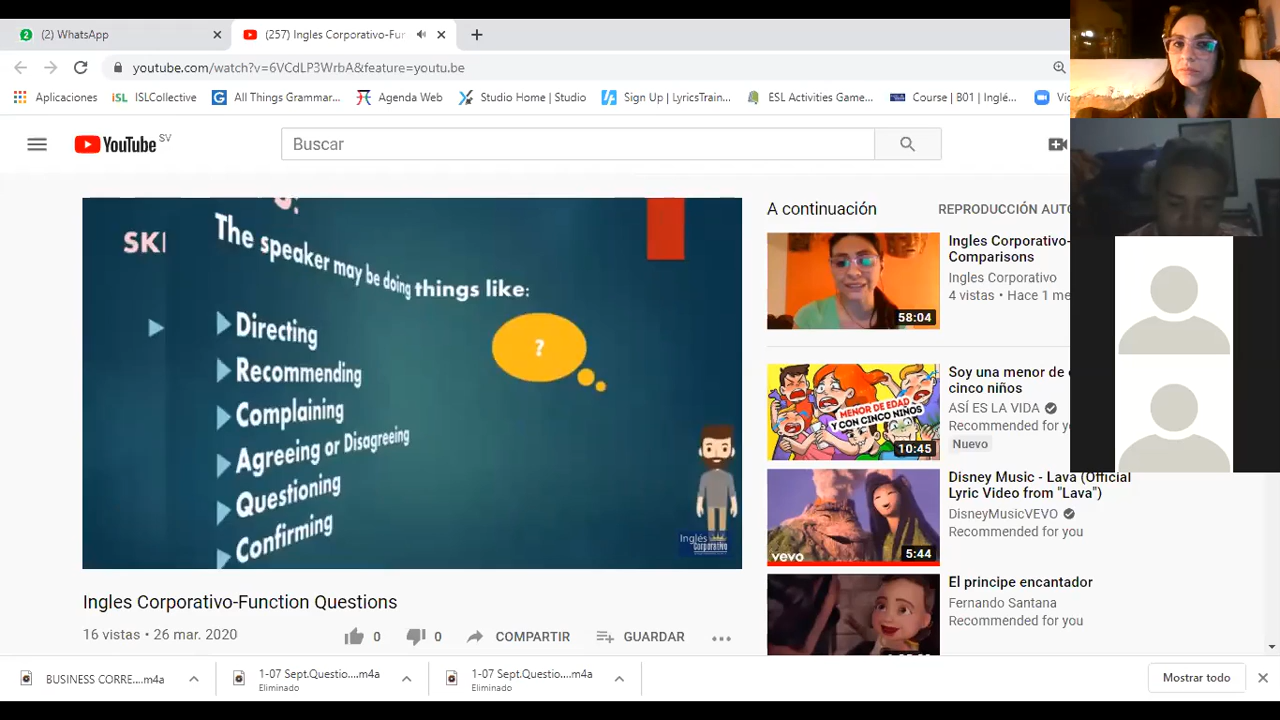 (2) WhatsApp
(257) Ingles Corporativo-Fu
youtube.com/watch?v=6VCdLP3WrbA&feature=youtu.be
Aplicaciones
iSL ISLCollective
All Things Grammar...
Agenda Web
Studio Home | Studio
Sign Up | LyricsTrain...
ESL Activities Game...
Course | B01 | Inglé...
YouTube SV
Buscar
SKI
The speaker may be doing things like:
Directing
Recommending
Complaining
Agreeing or Disagreeing
Questioning
Confirming
?
Inglés
Corporativo
Ingles Corporativo-Function Questions
16 vistas • 26 mar. 2020
0
0
COMPARTIR
GUARDAR
A continuación
REPRODUCCIÓN AUTO
Ingles Corporativo-
Comparisons
Ingles Corporativo
4 vistas • Hace 1 me
58:04
Soy una menor de
cinco niños
ASÍ ES LA VIDA
Recommended for yo
Nuevo
MENOR DE EDAD
Y CON CINCO NIÑOS
10:45
Disney Music - Lava (Official
Lyric Video from "Lava")
DisneyMusicVEVO
Recommended for you
vevo
5:44
El principe encantador
Fernando Santana
Recommended for you
BUSINESS CORRE....m4a
1-07 Sept.Questio....m4a
Eliminado
1-07 Sept.Questio....m4a
Eliminado
Mostrar todo